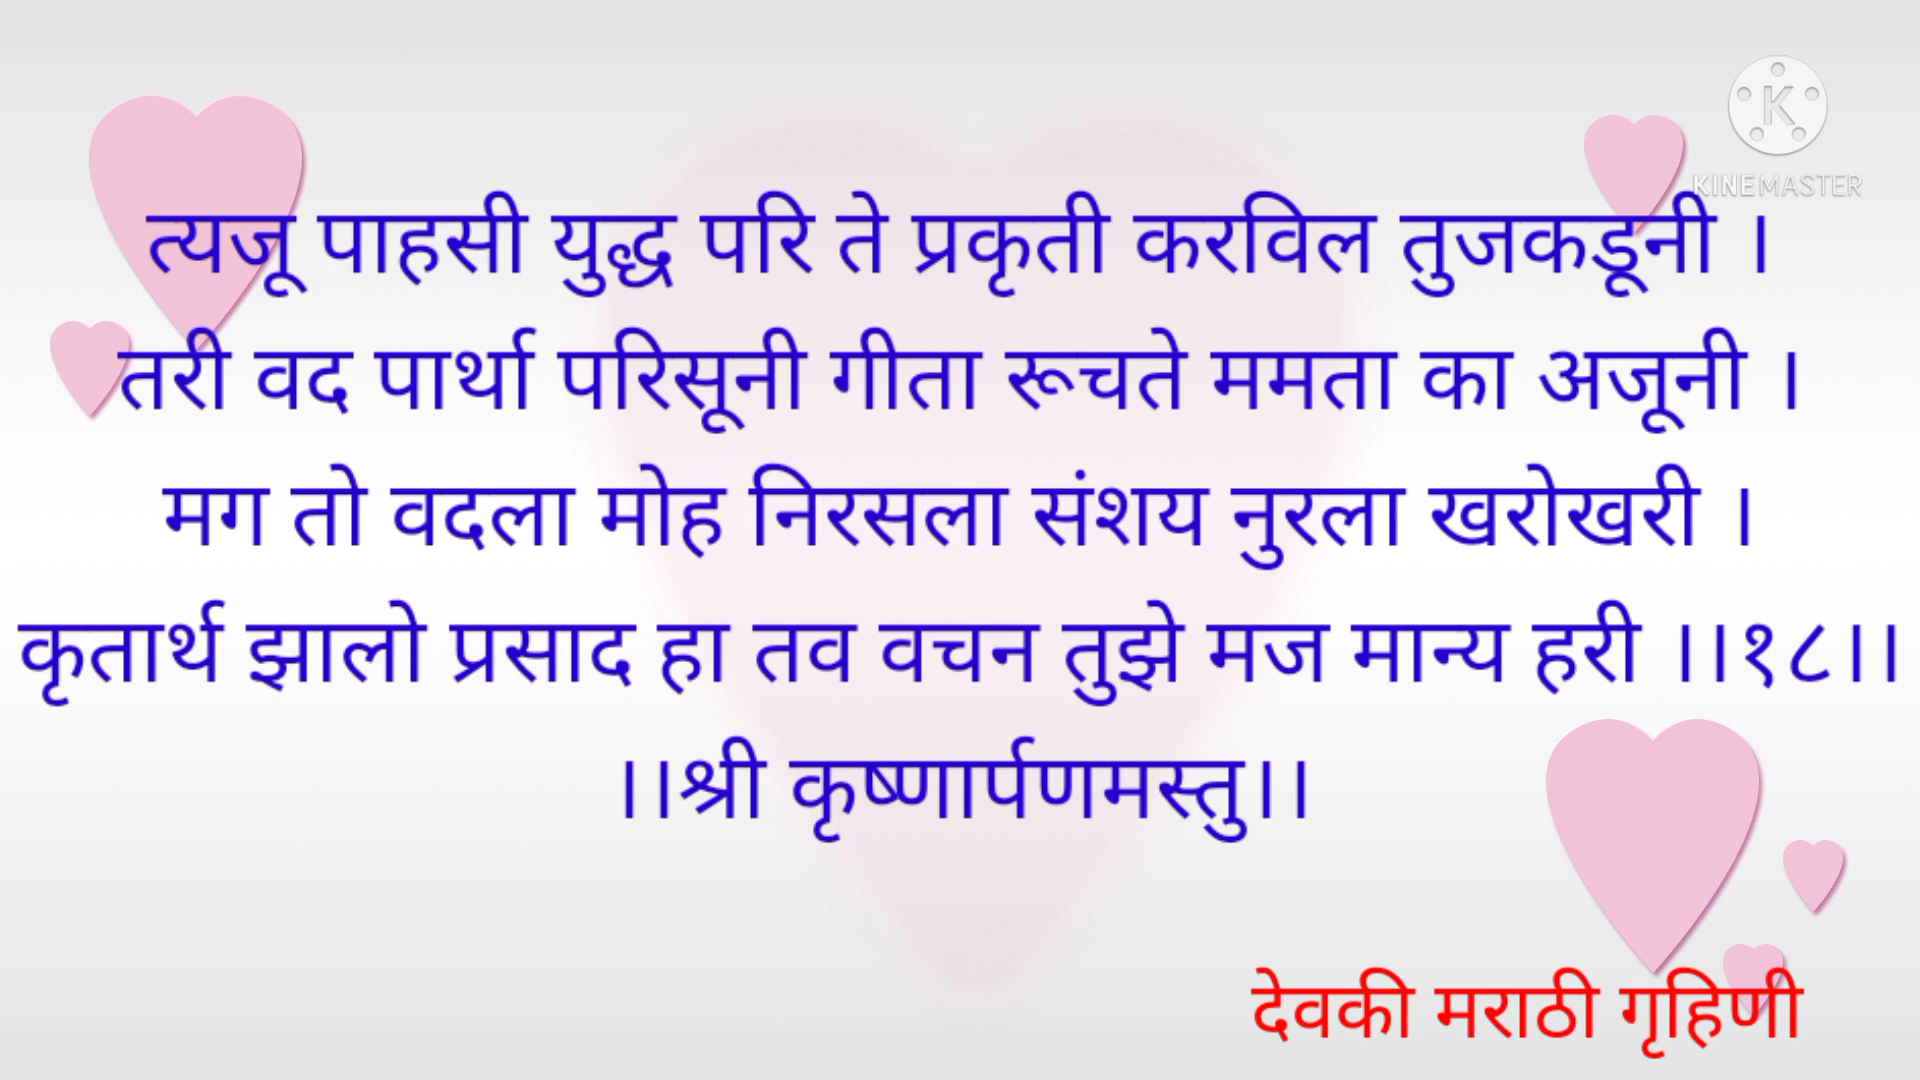 KINEMASTER
त्यजू पाहसी युद्ध परि ते प्रकृती करविल तुजकडूनी ।
तरी वद पार्था परिसूनी गीता रूचते ममता का अजूनी ।
मग तो वदला मोह निरसला संशय नुरला खरोखरी ।
कृतार्थ झालो प्रसाद हा तव वचन तुझे मज मान्य हरी ।।१८।।
।।श्री कृष्णार्पणमस्तु।।
देवकी मराठी गृहिणी